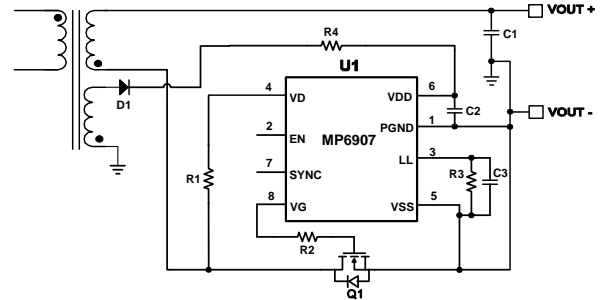 VOUT +
C1
R4
U1
D1
4
VD
VDD
6
C2
VOUT -
2
EN
MP6907
PGND
1
LL
3
R1
7
SYNC
R3
C3
8
VG
VSS
5
R2
Q1